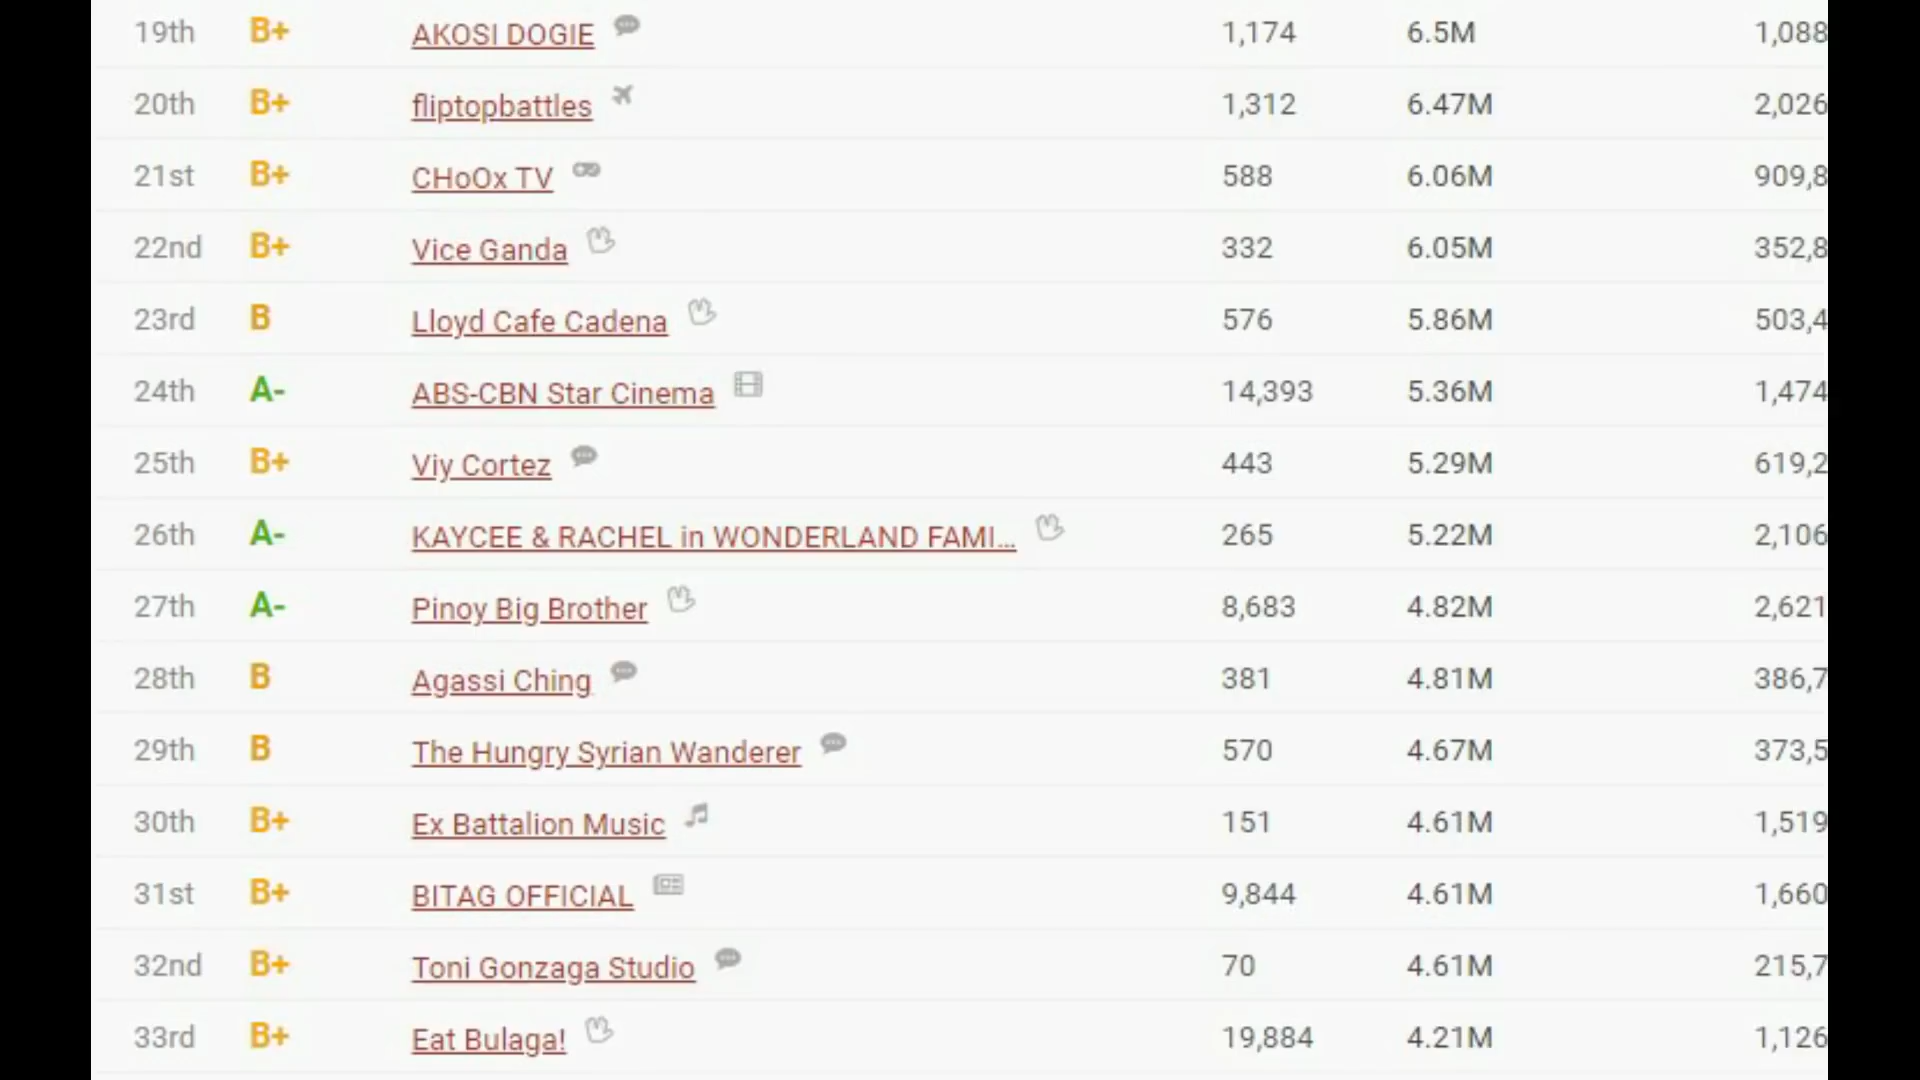 19th B+ AKOSI DOGIE 1,174 6.5M 1,088
20th B+ fliptopbattles 1,312 6.47M 2,026
21st B+ CHoOx TV 588 6.06M 909,8
22nd B+ Vice Ganda 332 6.05M 352,8
23rd B Lloyd Cafe Cadena 576 5.86M 503,4
24th A- ABS-CBN Star Cinema 14,393 5.36M 1,474
25th B+ Viy Cortez 443 5.29M 619,2
26th A- KAYCEE & RACHEL in WONDERLAND FAMI... 265 5.22M 2,106
27th A- Pinoy Big Brother 8,683 4.82M 2,621
28th B Agassi Ching 381 4.81M 386,7
29th B The Hungry Syrian Wanderer 570 4.67M 373,5
30th B+ Ex Battalion Music 151 4.61M 1,519
31st B+ BITAG OFFICIAL 9,844 4.61M 1,660
32nd B+ Toni Gonzaga Studio 70 4.61M 215,7
33rd B+ Eat Bulaga! 19,884 4.21M 1,126